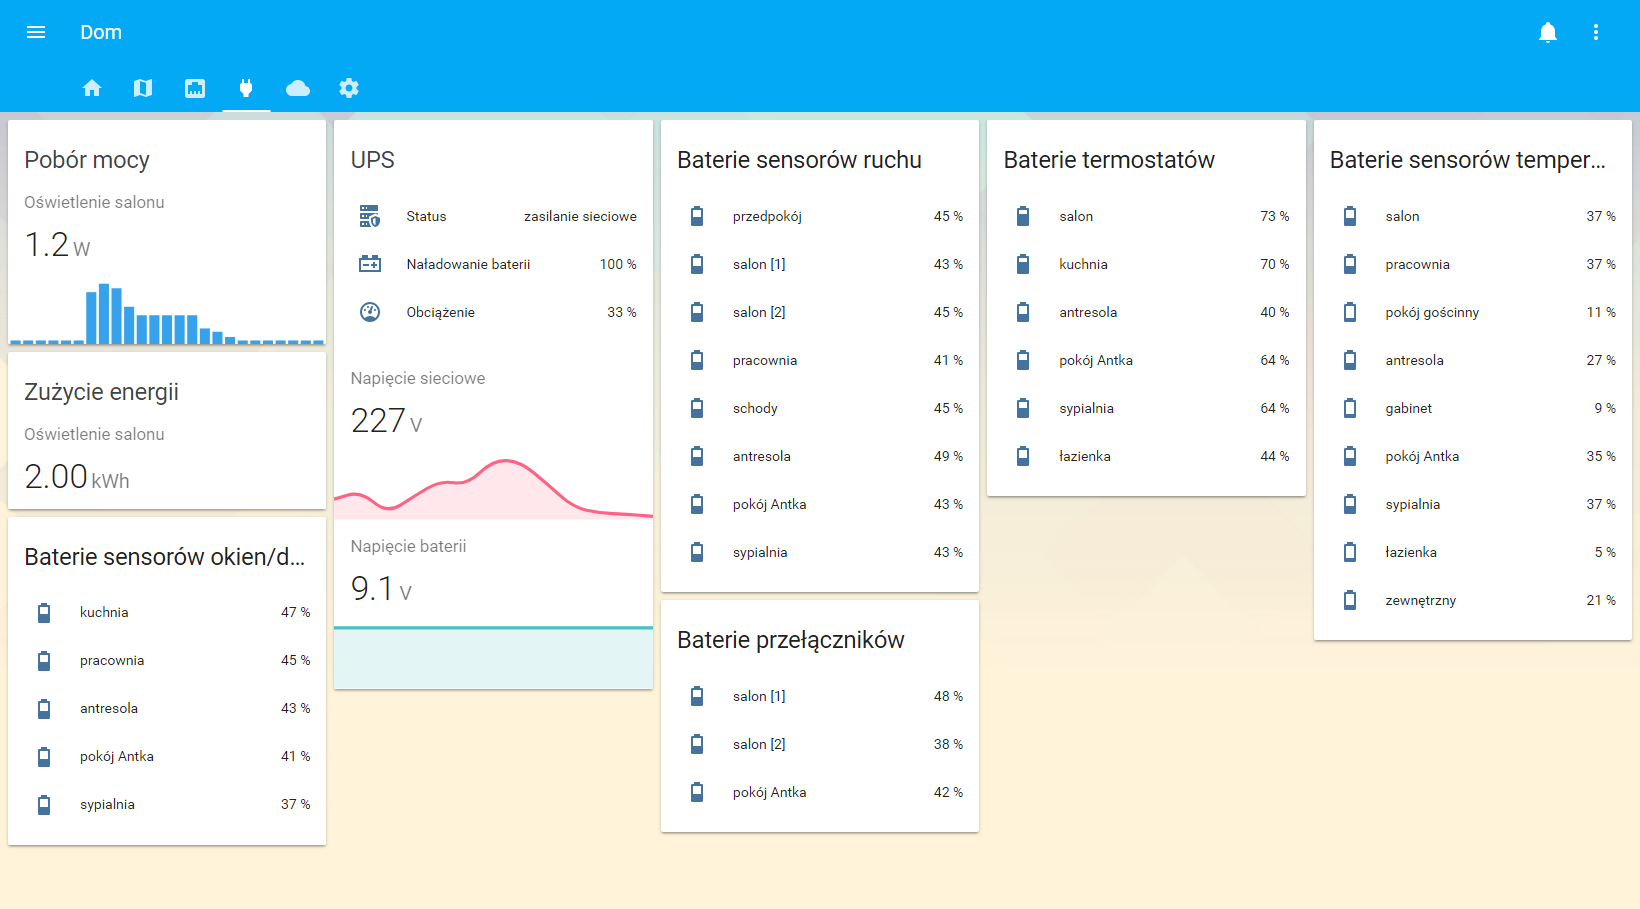 Dom
Pobór mocy
Oświetlenie salonu
1.2 W
Zużycie energii
Oświetlenie salonu
2.00 kWh
Baterie sensorów okien/d...
kuchnia 47 %
pracownia 45 %
antresola 43 %
pokój Antka 41 %
sypialnia 37 %
UPS
Status zasilanie sieciowe
Naładowanie baterii 100 %
Obciążenie 33 %
Napięcie sieciowe
227 V
Napięcie baterii
9.1 V
Baterie sensorów ruchu
przedpokój 45 %
salon [1] 43 %
salon [2] 45 %
pracownia 41 %
schody 45 %
antresola 49 %
pokój Antka 43 %
sypialnia 43 %
Baterie przełączników
salon [1] 48 %
salon [2] 38 %
pokój Antka 42 %
Baterie termostatów
salon 73 %
kuchnia 70 %
antresola 40 %
pokój Antka 64 %
sypialnia 64 %
łazienka 44 %
Baterie sensorów temper...
salon 37 %
pracownia 37 %
pokój gościnny 11 %
antresola 27 %
gabinet 9 %
pokój Antka 35 %
sypialnia 37 %
łazienka 5 %
zewnętrzny 21 %